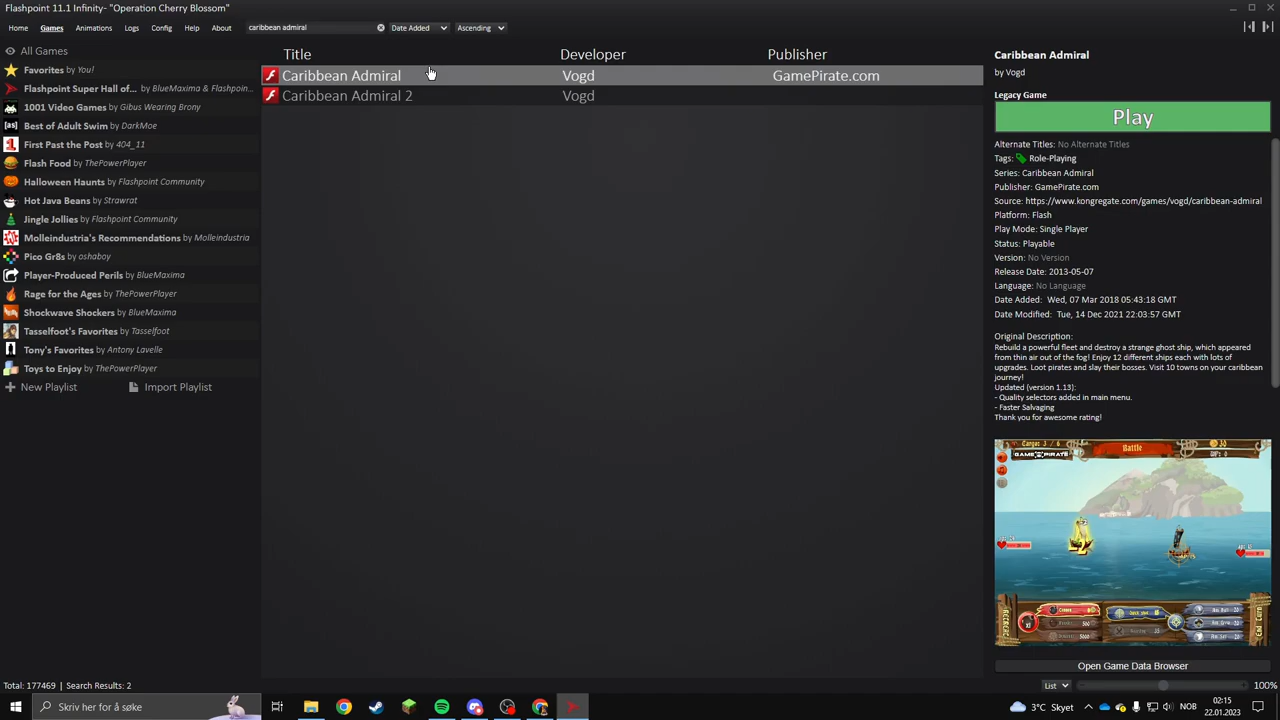 Flashpoint 11.1 Infinity- "Operation Cherry Blossom"
Home Games Animations Logs Config Help About caribbean admiral Date Added Ascending
All Games
Favorites by You!
Flashpoint Super Hall of... by BlueMaxima & Flashpoin...
1001 Video Games by Gibus Wearing Brony
Best of Adult Swim by DarkMoe
First Past the Post by 404_11
Flash Food by ThePowerPlayer
Halloween Haunts by Flashpoint Community
Hot Java Beans by Strawrat
Jingle Jollies by Flashpoint Community
Molleindustria's Recommendations by Molleindustria
Pico Gr8s by oshaboy
Player-Produced Perils by BlueMaxima
Rage for the Ages by ThePowerPlayer
Shockwave Shockers by BlueMaxima
Tasselfoot's Favorites by Tasselfoot
Tony's Favorites by Antony Lavelle
Toys to Enjoy by ThePowerPlayer
New Playlist Import Playlist
Title Developer Publisher
Caribbean Admiral Vogd GamePirate.com
Caribbean Admiral 2 Vogd
Caribbean Admiral
by Vogd
Legacy Game
Play
Alternate Titles: No Alternate Titles
Tags: Role-Playing
Series: Caribbean Admiral
Publisher: GamePirate.com
Source: https://www.kongregate.com/games/vogd/caribbean-admiral
Platform: Flash
Play Mode: Single Player
Status: Playable
Version: No Version
Release Date: 2013-05-07
Language: No Language
Date Added: Wed, 07 Mar 2018 05:43:18 GMT
Date Modified: Tue, 14 Dec 2021 22:03:57 GMT
Original Description:
Rebuild a powerful fleet and destroy a strange ghost ship, which appeared
from thin air out of the fog! Enjoy 12 different ships each with lots of
upgrades. Loot pirates and slay their bosses. Visit 10 towns on your caribbean
journey!
Updated (version 1.13):
- Quality selectors added in main menu.
- Faster Salvaging
Thank you for awesome rating!
Cargos 3 / 6 Battle 30
GAME PIRATE
End Turn
Open Game Data Browser
List 100%
Total: 177469 | Search Results: 2
Skriv her for å søke
3°C Skyet NOB 02:15
22.01.2023